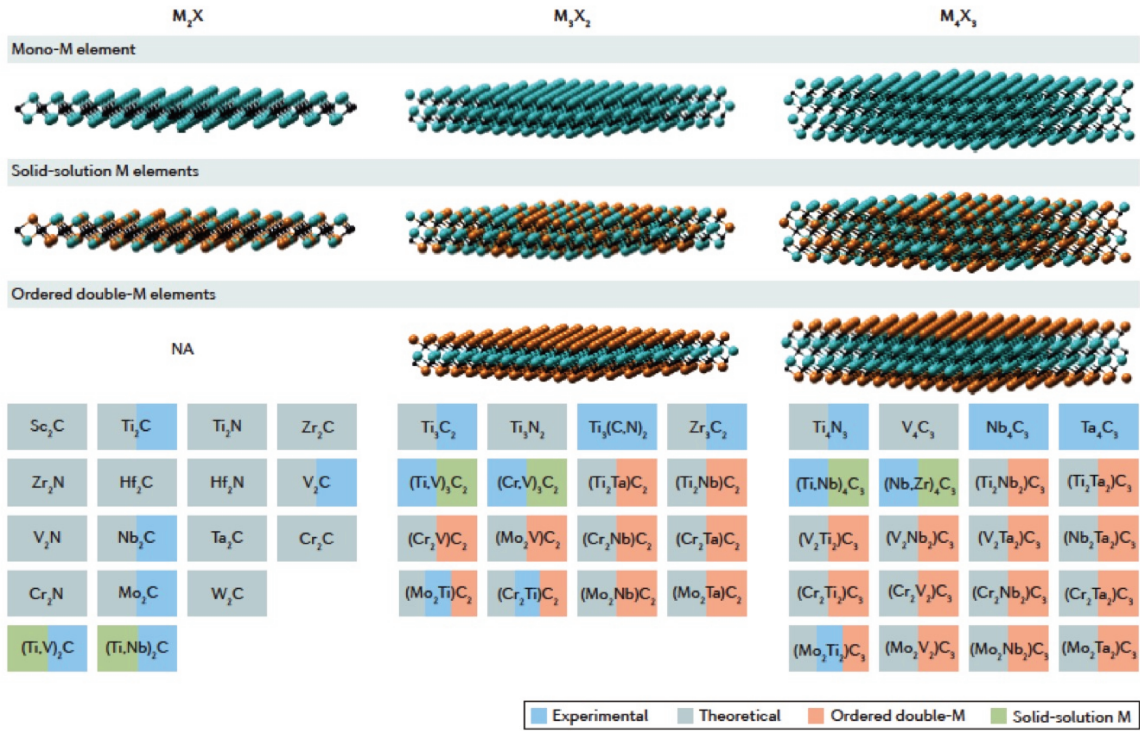 M₂X M₃X₂ M₄X₃
Mono-M element
Solid-solution M elements
Ordered double-M elements
NA
Sc₂C Ti₂C Ti₂N Zr₂C Ti₃C₂ Ti₃N₂ Ti₃(C,N)₂ Zr₃C₂ Ti₄N₃ V₄C₃ Nb₄C₃ Ta₄C₃
Zr₂N Hf₂C Hf₂N V₂C (Ti,V)₃C₂ (Cr,V)₃C₂ (Ti₂Ta)C₂ (Ti₂Nb)C₂ (Ti,Nb)₄C₃ (Nb,Zr)₄C₃ (Ti₂Nb₂)C₃ (Ti₂Ta₂)C₃
V₂N Nb₂C Ta₂C Cr₂C (Cr₂V)C₂ (Mo₂V)C₂ (Cr₂Nb)C₂ (Cr₂Ta)C₂ (V₂Ti₂)C₃ (V₂Nb₂)C₃ (V₂Ta₂)C₃ (Nb₂Ta₂)C₃
Cr₂N Mo₂C W₂C (Mo₂Ti)C₂ (Cr₂Ti)C₂ (Mo₂Nb)C₂ (Mo₂Ta)C₂ (Cr₂Ti₂)C₃ (Cr₂V₂)C₃ (Cr₂Nb₂)C₃ (Cr₂Ta₂)C₃
(Ti,V)₂C (Ti,Nb)₂C (Mo₂Ti₂)C₃ (Mo₂V₂)C₃ (Mo₂Nb₂)C₃ (Mo₂Ta₂)C₃
Experimental Theoretical Ordered double-M Solid-solution M